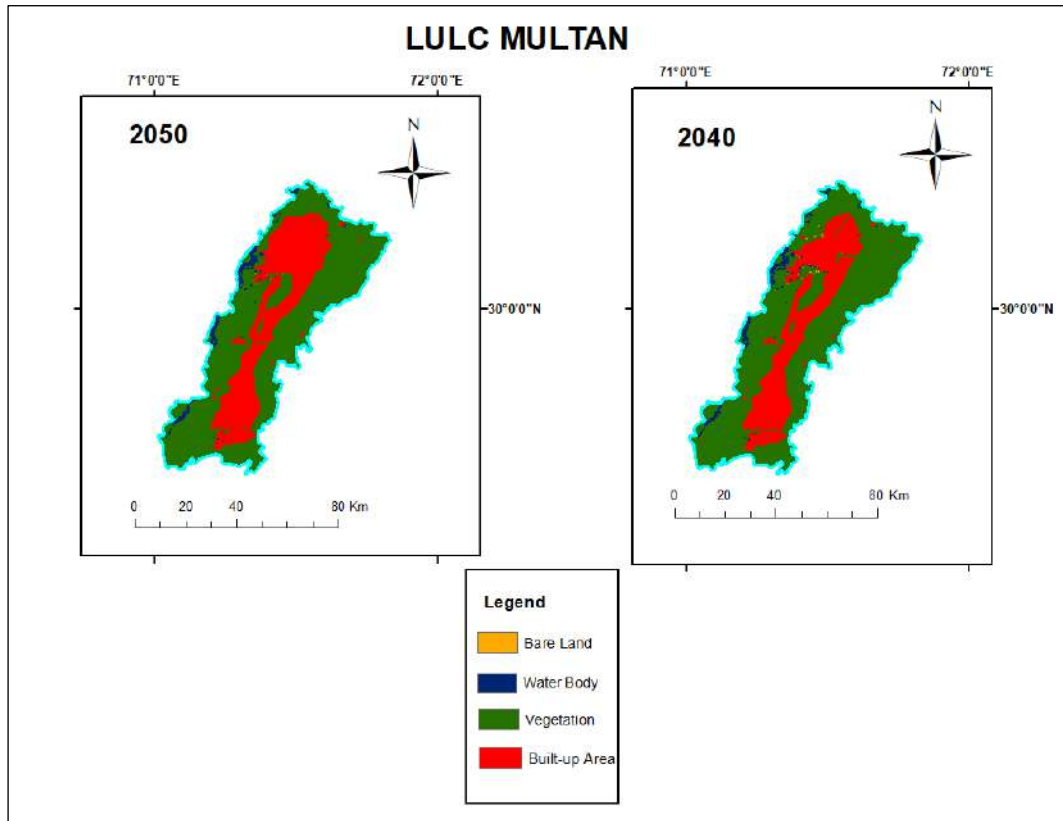 LULC MULTAN
71°0'0"E
72°0'0"E
2050
N
30°0'0"N
0 20 40 80 Km
71°0'0"E
72°0'0"E
2040
N
30°0'0"N
0 20 40 80 Km
Legend
Bare Land
Water Body
Vegetation
Built-up Area